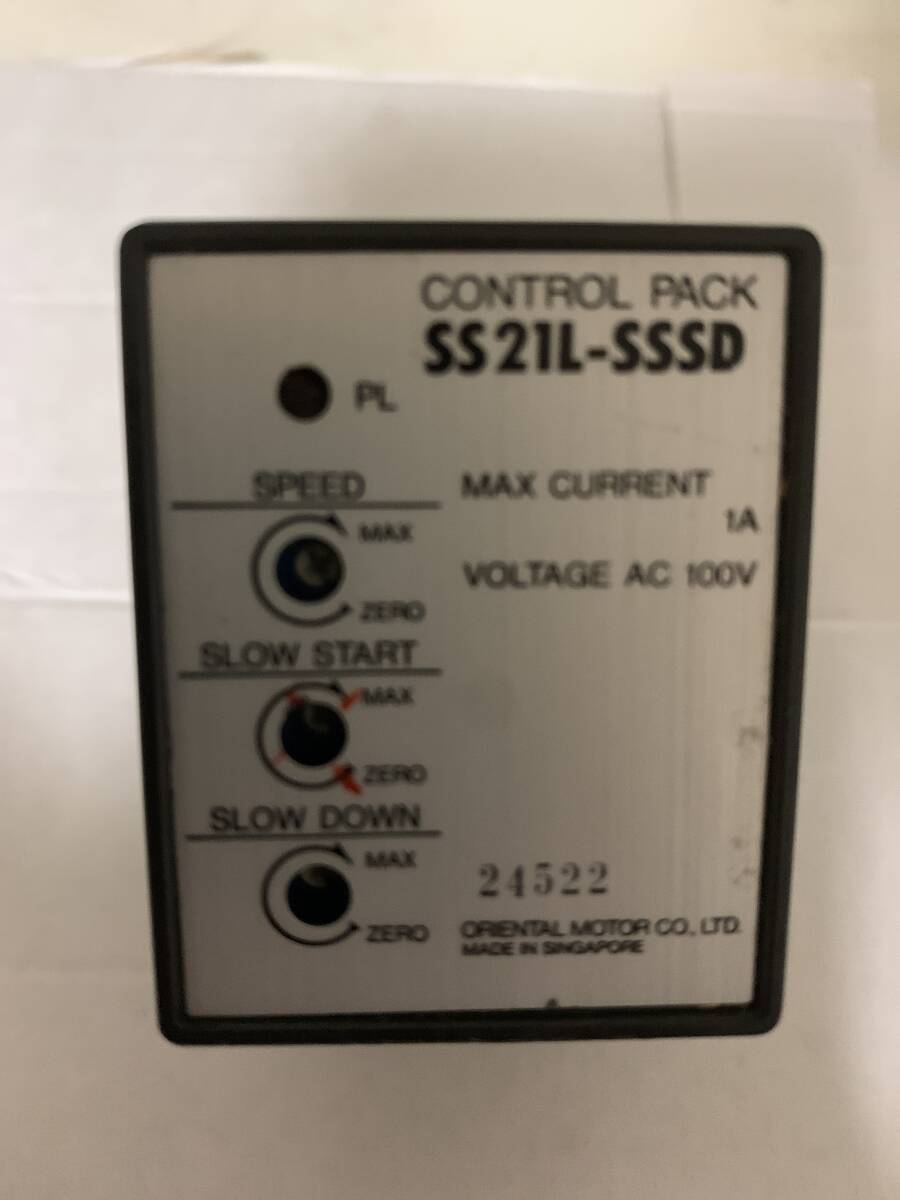 CONTROL PACK
SS21L-SSSD
PL
SPEED
MAX
ZERO
SLOW START
MAX
ZERO
SLOW DOWN
MAX
ZERO
MAX CURRENT
1A
VOLTAGE AC 100V
24522
ORIENTAL MOTOR CO., LTD.
MADE IN SINGAPORE